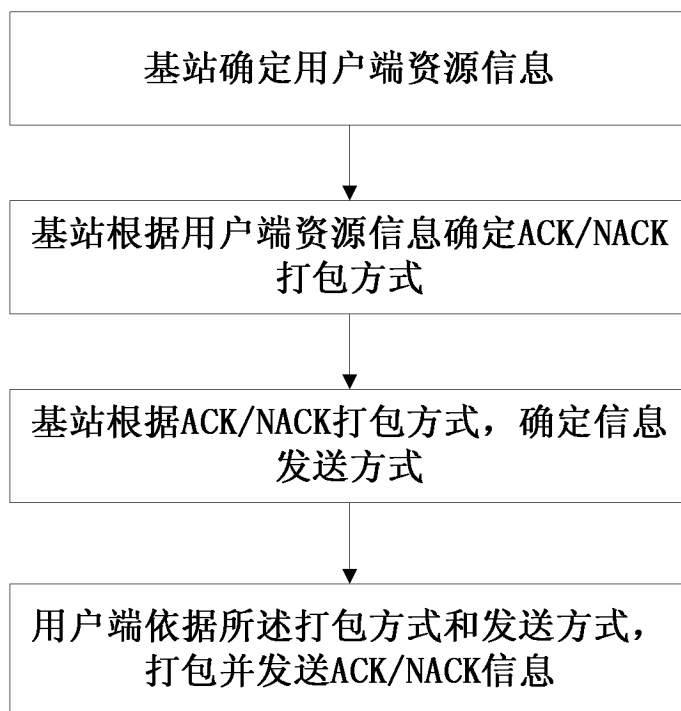 基站确定用户端资源信息
基站根据用户端资源信息确定ACK/NACK
打包方式
基站根据ACK/NACK打包方式，确定信息
发送方式
用户端依据所述打包方式和发送方式，
打包并发送ACK/NACK信息